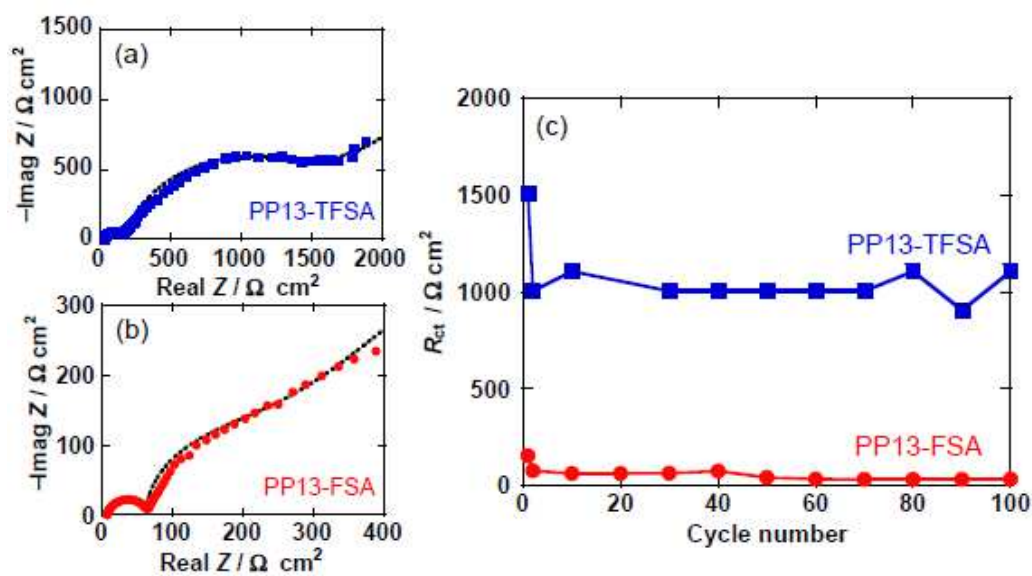 (a)
1500
1000
500
0
–Imag Z / Ω cm²
PP13-TFSA
0 500 1000 1500 2000
Real Z / Ω cm²
(b)
300
200
100
0
–Imag Z / Ω cm²
PP13-FSA
0 100 200 300 400
Real Z / Ω cm²
(c)
2000
1500
1000
500
0
Rct / Ω cm²
PP13-TFSA
PP13-FSA
0 20 40 60 80 100
Cycle number